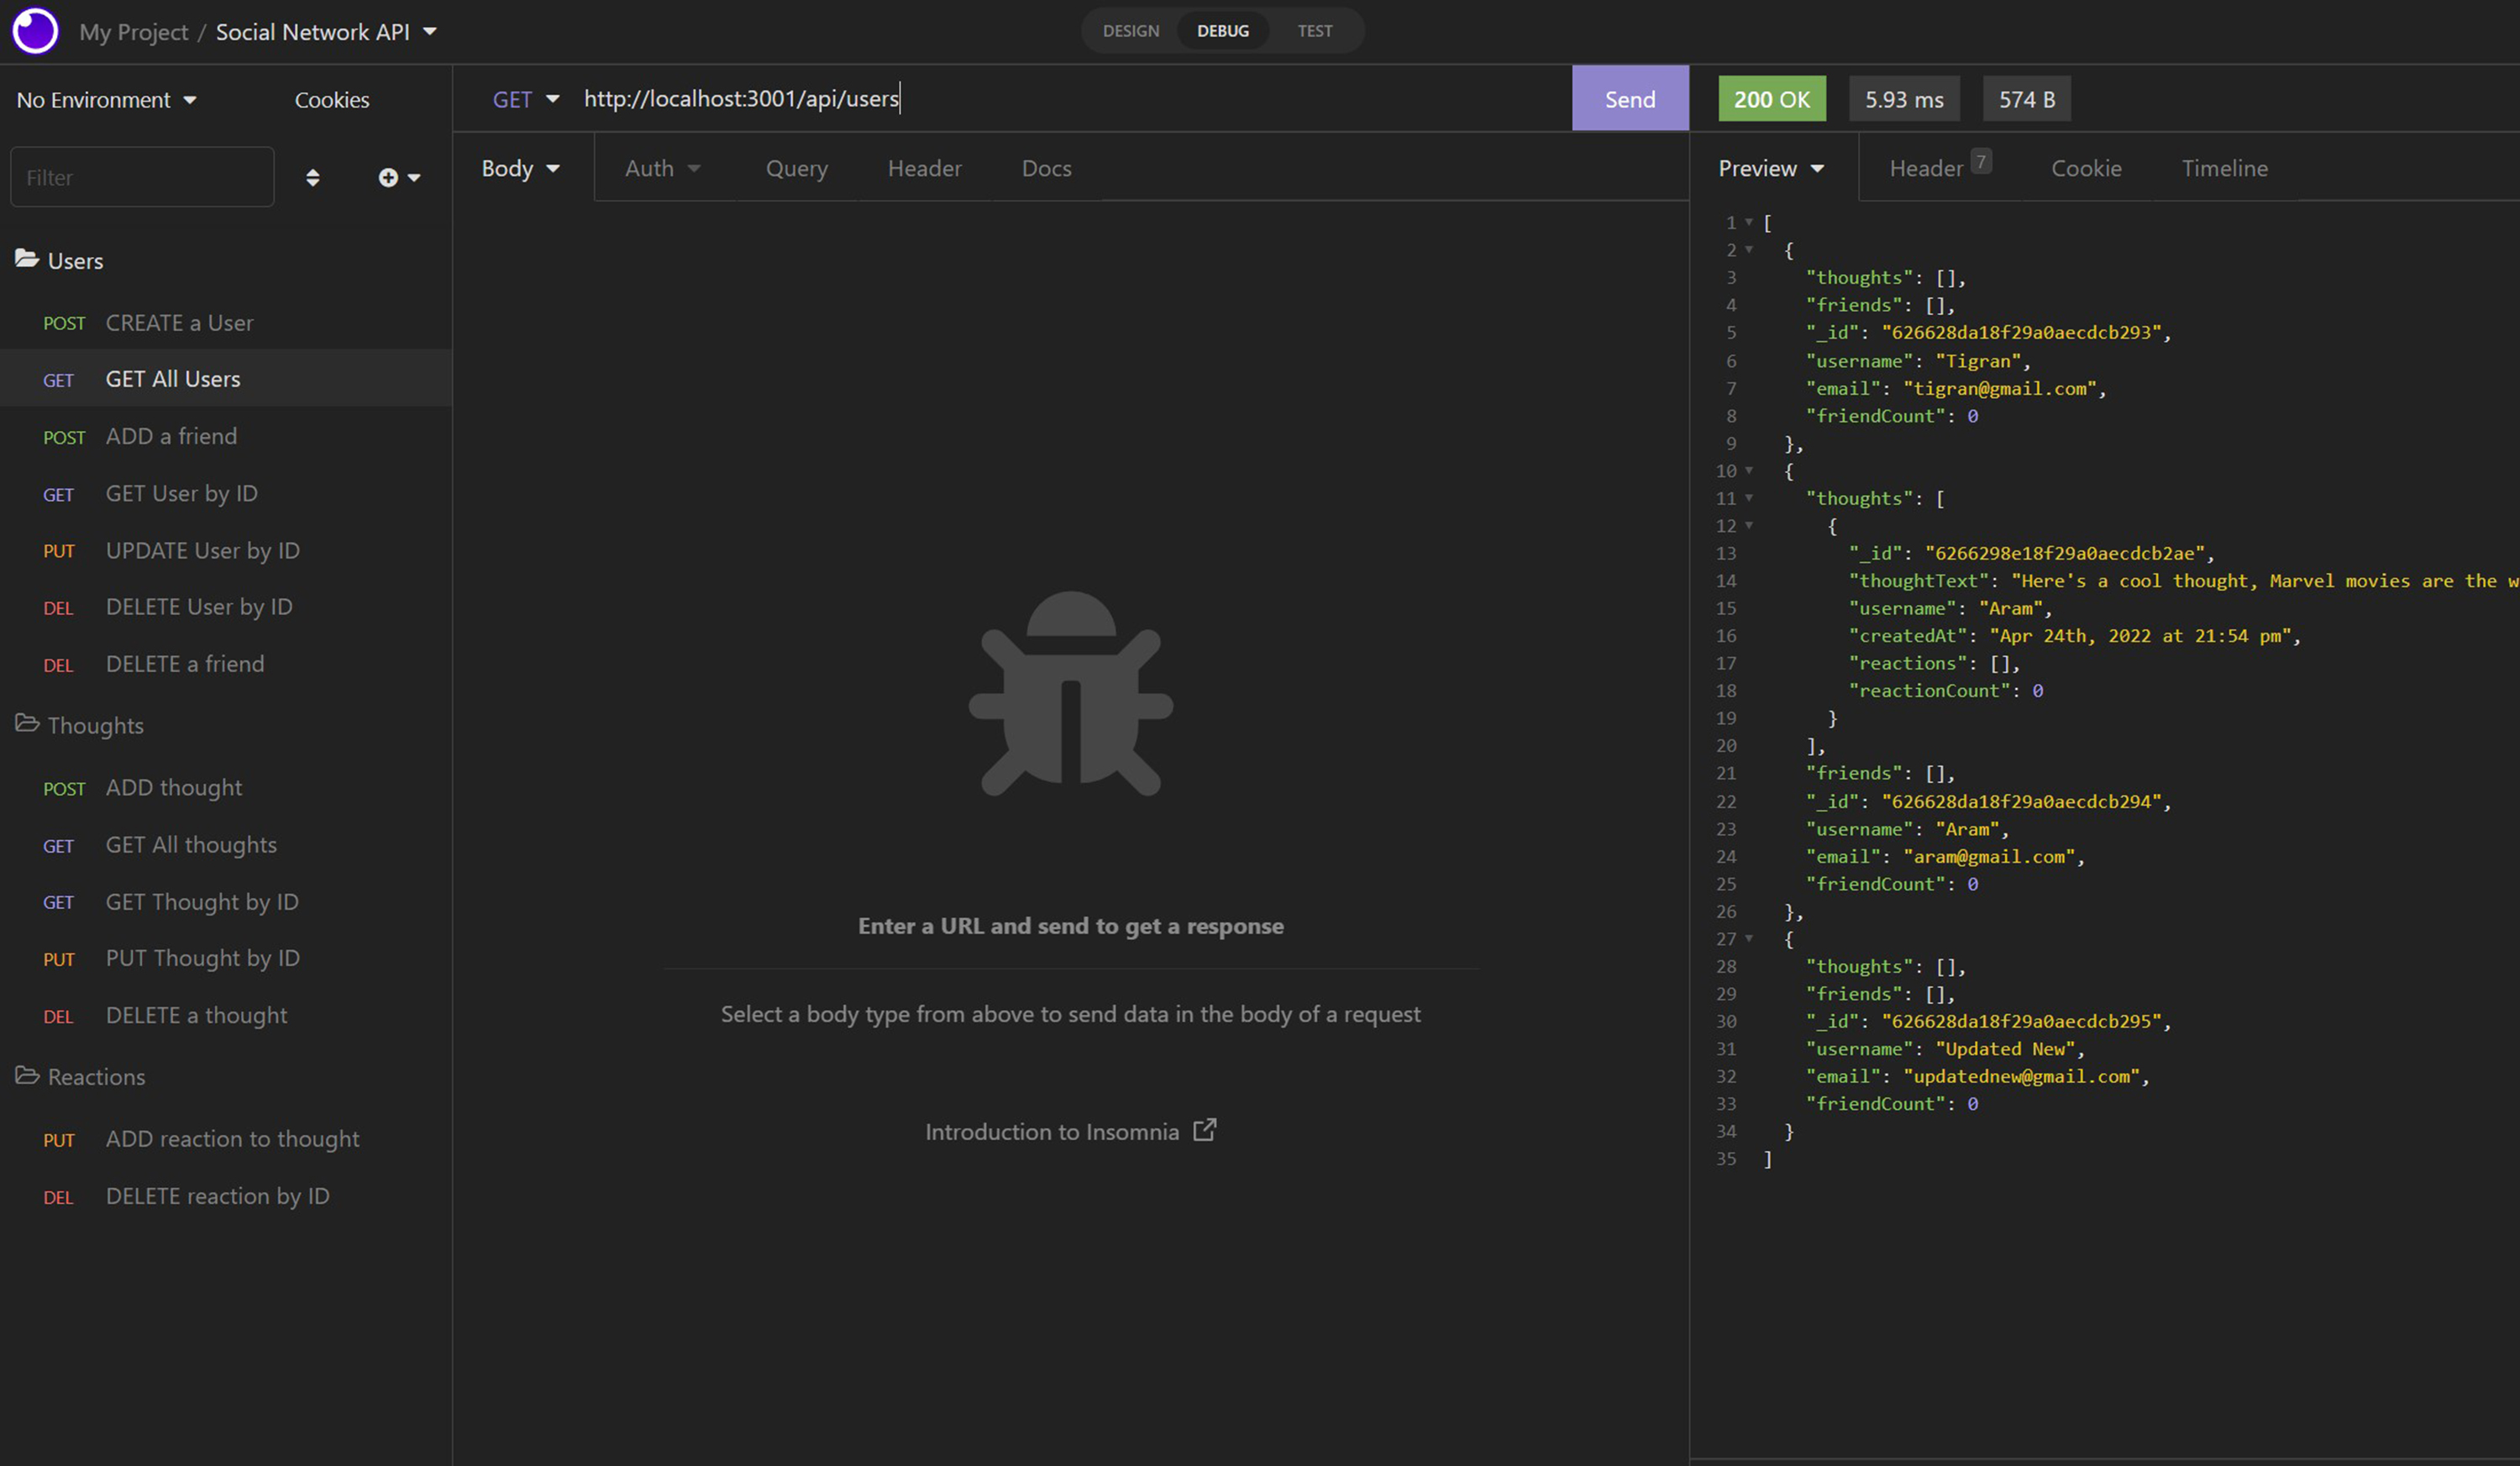 My Project / Social Network API
DESIGN DEBUG TEST
No Environment Cookies
Filter
Users
POST CREATE a User
GET GET All Users
POST ADD a friend
GET GET User by ID
PUT UPDATE User by ID
DEL DELETE User by ID
DEL DELETE a friend
Thoughts
POST ADD thought
GET GET All thoughts
GET GET Thought by ID
PUT PUT Thought by ID
DEL DELETE a thought
Reactions
PUT ADD reaction to thought
DEL DELETE reaction by ID
GET http://localhost:3001/api/users Send
Body Auth Query Header Docs
Enter a URL and send to get a response
Select a body type from above to send data in the body of a request
Introduction to Insomnia
200 OK 5.93 ms 574 B
Preview Header 7 Cookie Timeline
1 [
2 {
3 "thoughts": [],
4 "friends": [],
5 "_id": "626628da18f29a0aecdcb293",
6 "username": "Tigran",
7 "email": "tigran@gmail.com",
8 "friendCount": 0
9 },
10 {
11 "thoughts": [
12 {
13 "_id": "6266298e18f29a0aecdcb2ae",
14 "thoughtText": "Here's a cool thought, Marvel movies are the w
15 "username": "Aram",
16 "createdAt": "Apr 24th, 2022 at 21:54 pm",
17 "reactions": [],
18 "reactionCount": 0
19 }
20 ],
21 "friends": [],
22 "_id": "626628da18f29a0aecdcb294",
23 "username": "Aram",
24 "email": "aram@gmail.com",
25 "friendCount": 0
26 },
27 {
28 "thoughts": [],
29 "friends": [],
30 "_id": "626628da18f29a0aecdcb295",
31 "username": "Updated New",
32 "email": "updatednew@gmail.com",
33 "friendCount": 0
34 }
35 ]